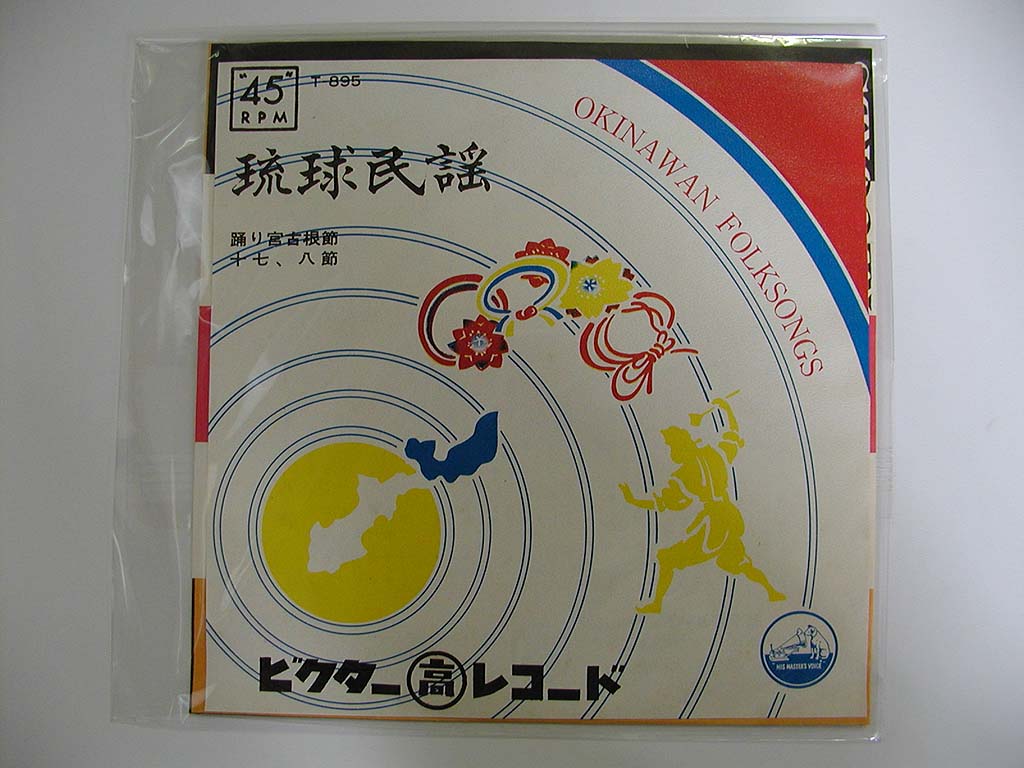 "45"
RPM
T-895
OKINAWAN FOLKSONGS
琉球民謡
踊り宮古根節
十七、八節
ビクター高レコード
HIS MASTER'S VOICE